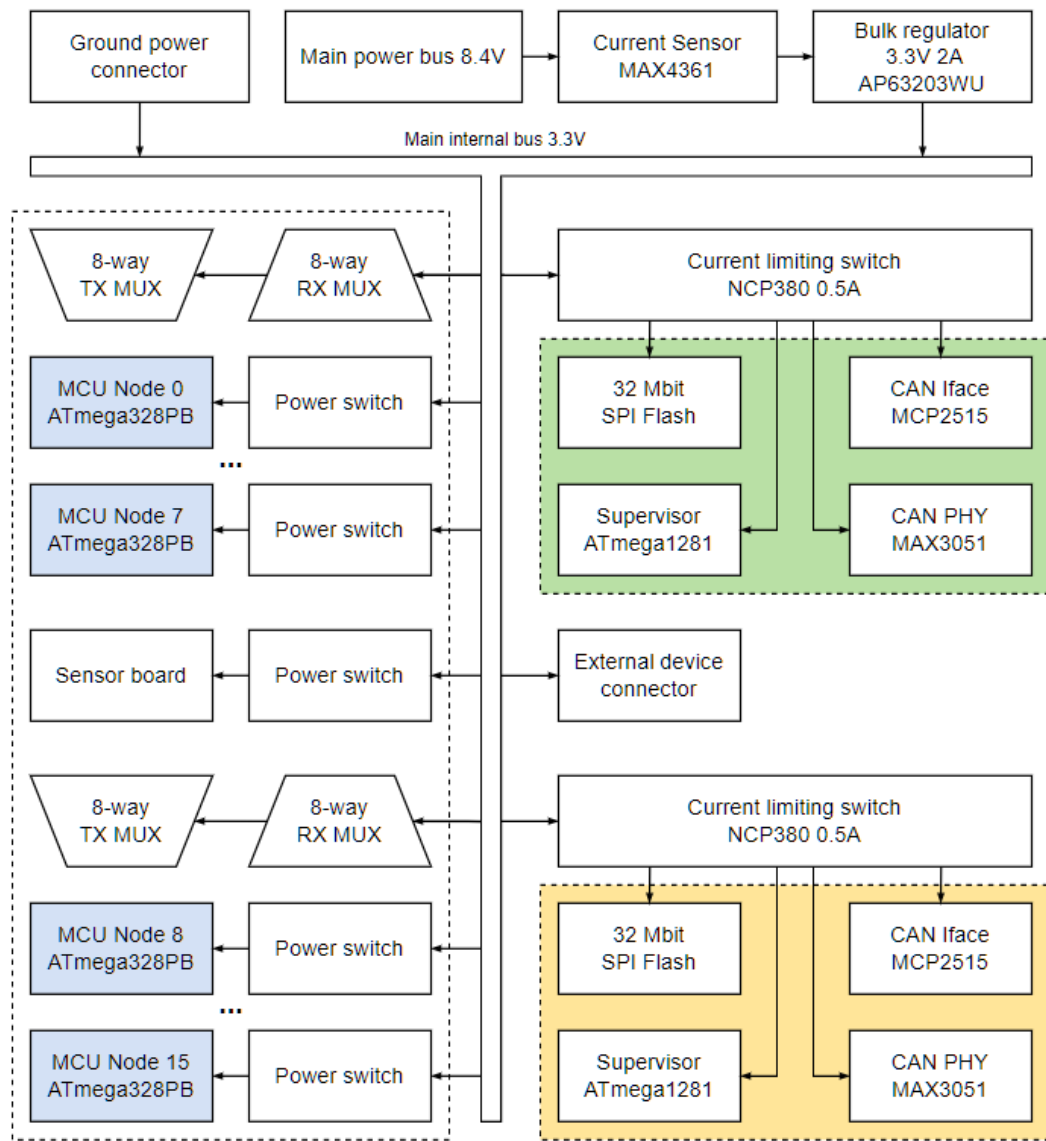 Ground power
connector
Main power bus 8.4V
Current Sensor
MAX4361
Bulk regulator
3.3V 2A
AP63203WU
Main internal bus 3.3V
8-way
TX MUX
8-way
RX MUX
Current limiting switch
NCP380 0.5A
MCU Node 0
ATmega328PB
Power switch
32 Mbit
SPI Flash
CAN Iface
MCP2515
...
MCU Node 7
ATmega328PB
Power switch
Supervisor
ATmega1281
CAN PHY
MAX3051
Sensor board
Power switch
External device
connector
8-way
TX MUX
8-way
RX MUX
Current limiting switch
NCP380 0.5A
MCU Node 8
ATmega328PB
Power switch
32 Mbit
SPI Flash
CAN Iface
MCP2515
...
MCU Node 15
ATmega328PB
Power switch
Supervisor
ATmega1281
CAN PHY
MAX3051